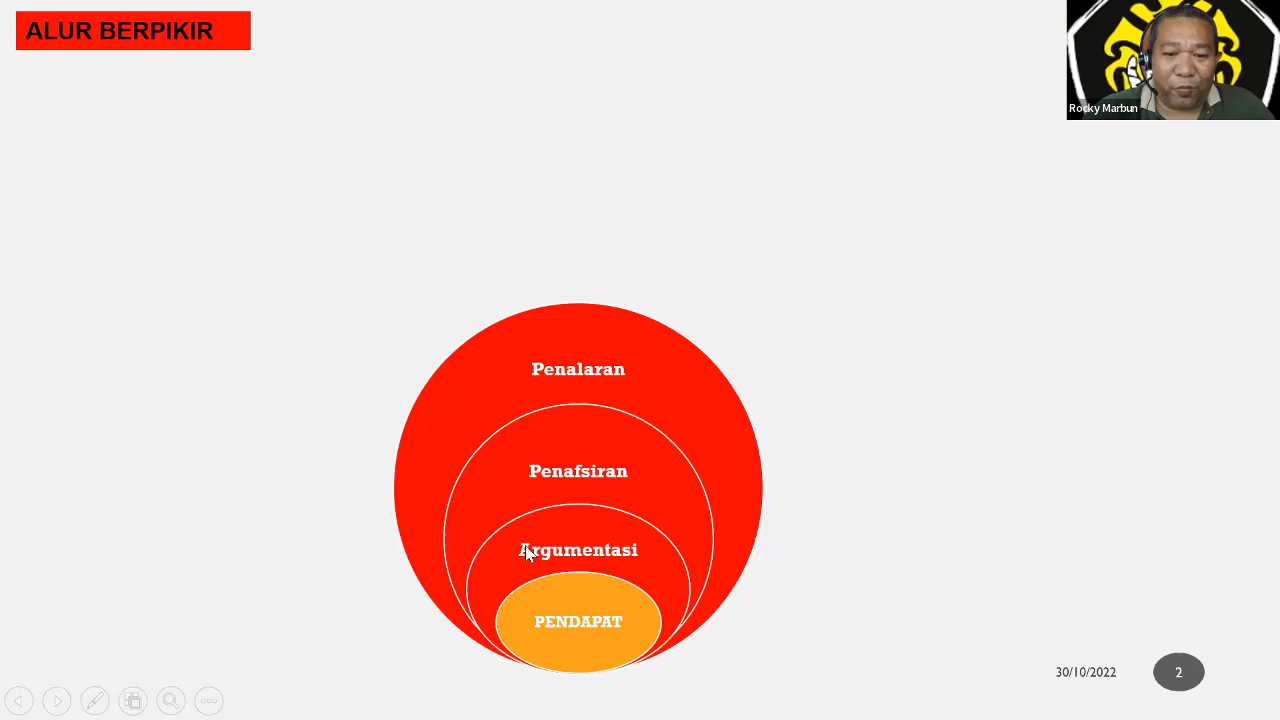 ALUR BERPIKIR
Rocky Marbun
Penalaran
Penafsiran
Argumentasi
PENDAPAT
30/10/2022
2